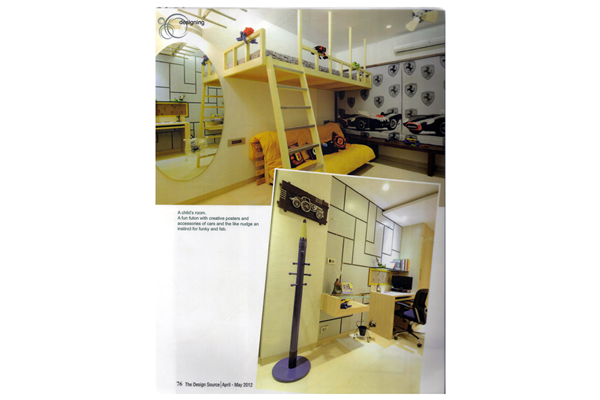 designing
A child's room.
A fun futon with creative posters and
accessories of cars and the like nudge an
instinct for funky and fab.
76 The Design Source | April - May 2012